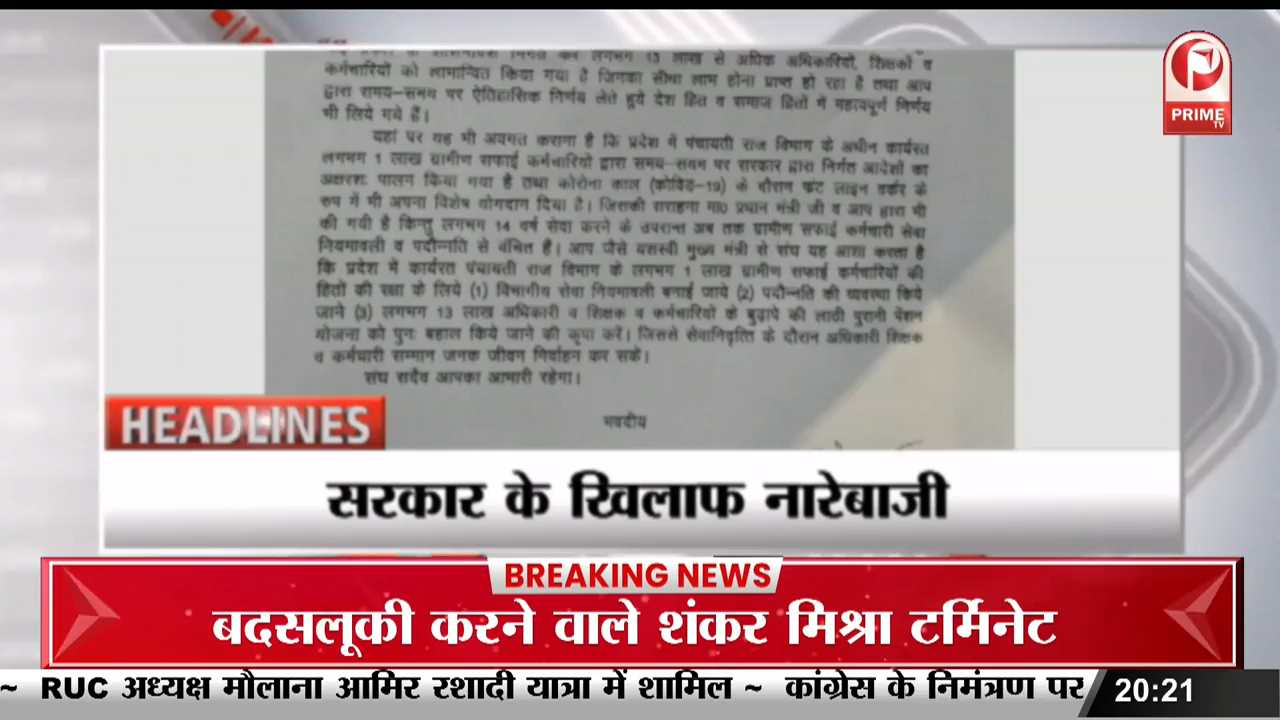 लगभग 13 लाख से अधिक अधिकारियों, शिक्षकों व
कर्मचारियों को लाभान्वित किया गया है जिनका सीधा लाभ होना प्राप्त हो रहा है तथा आप
द्वारा समय-समय पर ऐतिहासिक निर्णय लेते हुये देश हित व समाज हितों में महत्वपूर्ण निर्णय
भी लिये गये हैं।
यहां पर यह भी अवगत कराना है कि प्रदेश में पंचायती राज विभाग के अधीन कार्यरत
लगभग 1 लाख ग्रामीण सफाई कर्मचारियों द्वारा समय-सयम पर सरकार द्वारा निर्गत आदेशों का
अक्षरशः पालन किया गया है तथा कोरोना काल (कोविड-19) के दौरान फ्रंट लाइन वर्कर के
रुप में भी अपना विशेष योगदान दिया है। जिसकी सराहना मा0 प्रधान मंत्री जी व आप द्वारा भी
की गयी है किन्तु लगभग 14 वर्ष सेवा करने के उपरान्त अब तक ग्रामीण सफाई कर्मचारी सेवा
नियमावली व पदौन्नति से वंचित हैं। आप जैसे यशस्वी मुख्य मंत्री से संघ यह आशा करता है
कि प्रदेश में कार्यरत पंचायती राज विभाग के लगभग 1 लाख ग्रामीण सफाई कर्मचारियों की
हितों की रक्षा के लिये (1) विभागीय सेवा नियमावली बनाई जाये (2) पदौन्नति की व्यवस्था किये
जाने (3) लगभग 13 लाख अधिकारी व शिक्षक व कर्मचारियों के बुढ़ापे की लाठी पुरानी पेंशन
योजना को पुनः बहाल किये जाने की कृपा करें। जिससे सेवानिवृत्ति के दौरान अधिकारी शिक्षक
व कर्मचारी सम्मान जनक जीवन निर्वाहन कर सकें।
संघ सदैव आपका आभारी रहेगा।
भवदीय
PRIME
TV
HEADLINES
सरकार के खिलाफ नारेबाजी
BREAKING NEWS
बदसलूकी करने वाले शंकर मिश्रा टर्मिनेट
~ RUC अध्यक्ष मौलाना आमिर रशादी यात्रा में शामिल ~ कांग्रेस के निमंत्रण पर
20:21